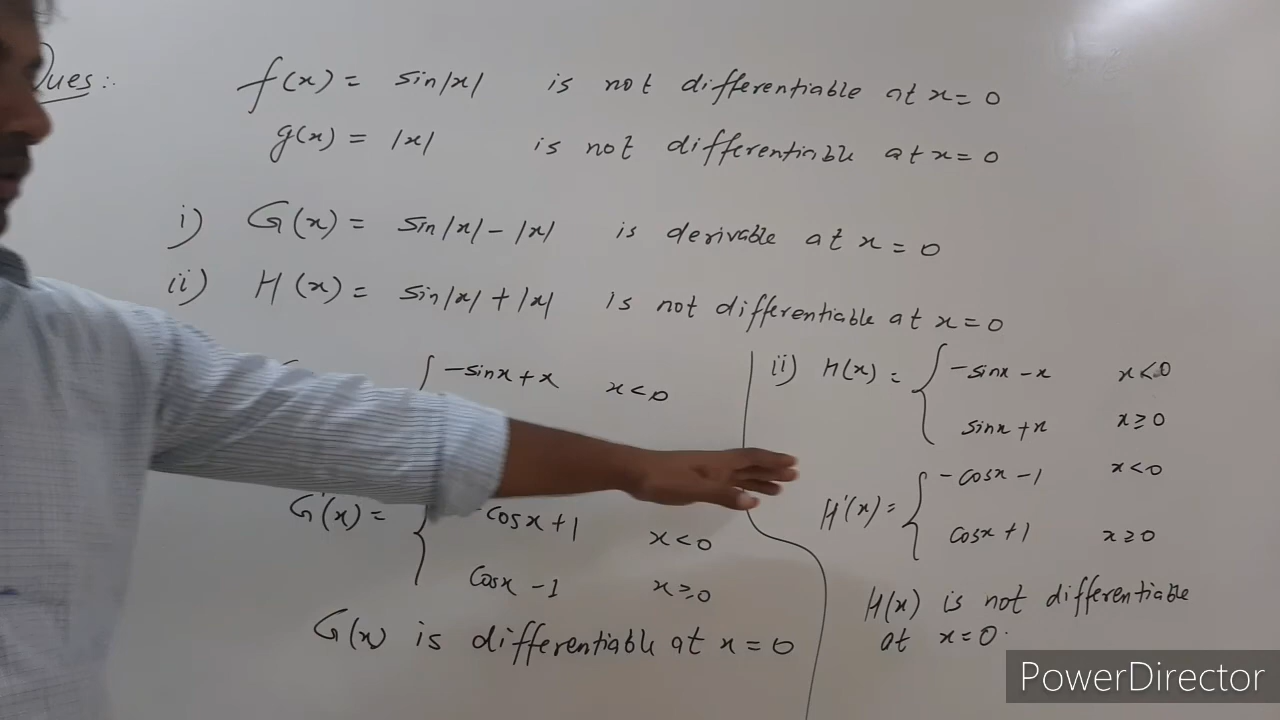 Ques:-
f(x) = sin|x| is not differentiable at x=0
g(x) = |x| is not differentiable at x=0
i) G(x) = sin|x| - |x| is derivable at x=0
ii) H(x) = sin|x| + |x| is not differentiable at x=0
-sinx+x x<0
G'(x) = -cosx+1 x<0
cosx -1 x≥0
G(x) is differentiable at x=0
ii) H(x) = { -sinx -x x<0
sinx +x x≥0
H'(x) = { -cosx -1 x<0
cosx +1 x≥0
H(x) is not differentiable
at x=0.
PowerDirector